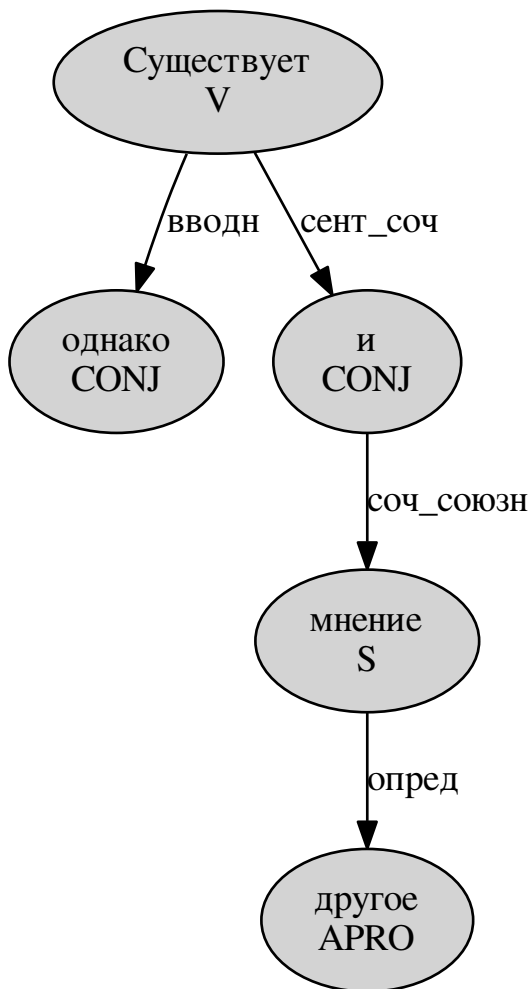 Существует
V
вводн
сент_соч
однако
CONJ
и
CONJ
соч_союзн
мнение
S
опред
другое
APRO